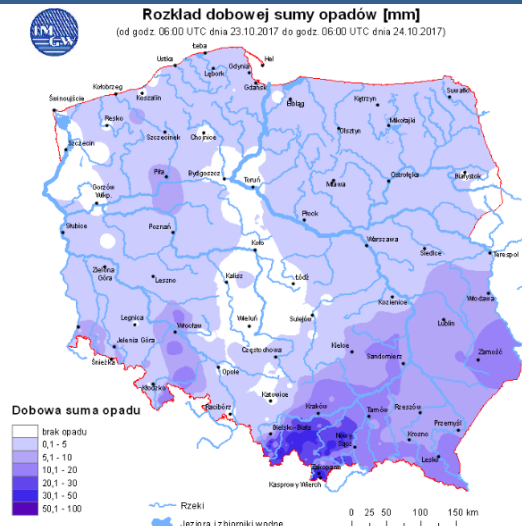 IM
GW
Rozkład dobowej sumy opadów [mm]
(od godz. 06:00 UTC dnia 23.10.2017 do godz. 06:00 UTC dnia 24.10.2017)
Łeba
Ustka
Hel
Gdynia
Lębork
Gdańsk
Kołobrzeg
Koszalin
Świnoujście
Elbląg
Kętrzyn
Suwałki
Resko
Mikołajki
Olsztyn
Szczecinek
Chojnice
Szczecin
Piła
Bydgoszcz
Toruń
Mława
Ostrołęka
Białystok
Gorzów
Wlkp.
Płock
Słubice
Poznań
Warszawa
Koło
Siedlce
Terespol
Zielona
Góra
Leszno
Kalisz
Łódź
Kozienice
Włodawa
Legnica
Wrocław
Wieluń
Sulejów
Lublin
Jelenia Góra
Kielce
Zamość
Śnieżka
Częstochowa
Sandomierz
Opole
Kłodzko
Katowice
Racibórz
Kraków
Tarnów
Rzeszów
Przemyśl
Bielsko-Biała
Nowy
Sącz
Krosno
Lesko
Zakopane
Kasprowy Wierch
Dobowa suma opadu
brak opadu
0,1 - 5
5,1 - 10
10,1 - 20
20,1 - 30
30,1 - 50
50,1 - 100
Rzeki
Jeziora i zbiorniki wodne
0 25 50 100 150 km